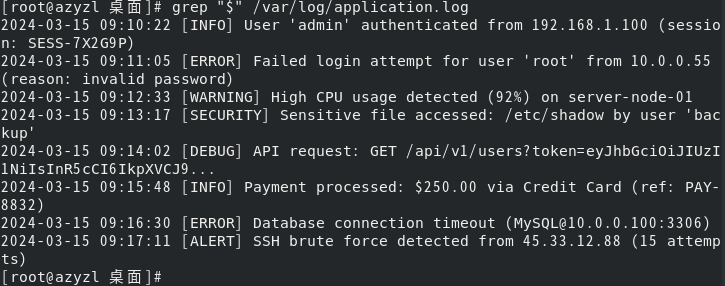 [root@azyzl 桌面]# grep "$" /var/log/application.log
2024-03-15 09:10:22 [INFO] User 'admin' authenticated from 192.168.1.100 (sessio
n: SESS-7X2G9P)
2024-03-15 09:11:05 [ERROR] Failed login attempt for user 'root' from 10.0.0.55
(reason: invalid password)
2024-03-15 09:12:33 [WARNING] High CPU usage detected (92%) on server-node-01
2024-03-15 09:13:17 [SECURITY] Sensitive file accessed: /etc/shadow by user 'bac
kup'
2024-03-15 09:14:02 [DEBUG] API request: GET /api/v1/users?token=eyJhbGciOiJIUzI
1NiIsInR5cCI6IkpXVCJ9...
2024-03-15 09:15:48 [INFO] Payment processed: $250.00 via Credit Card (ref: PAY-
8832)
2024-03-15 09:16:30 [ERROR] Database connection timeout (MySQL@10.0.0.100:3306)
2024-03-15 09:17:11 [ALERT] SSH brute force detected from 45.33.12.88 (15 attemp
ts)
[root@azyzl 桌面]#